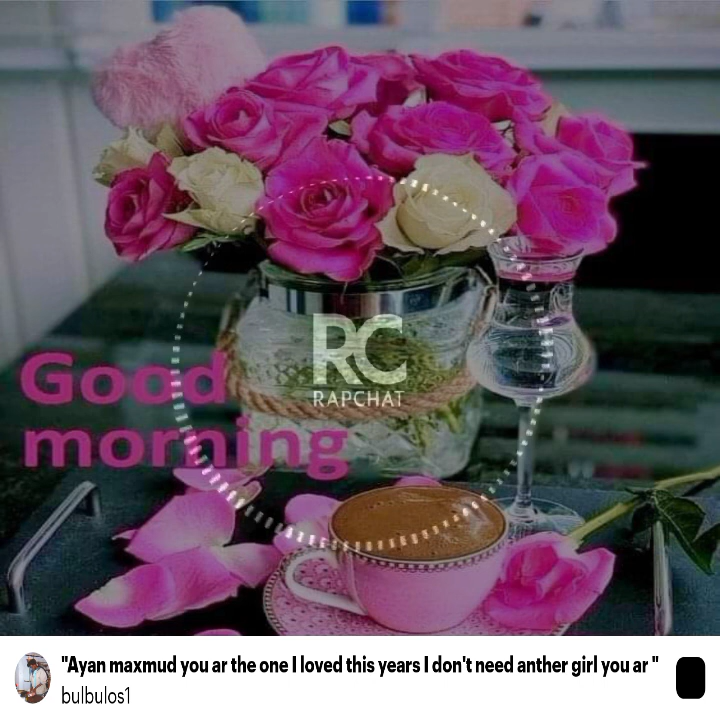 RC
RAPCHAT
Good
morning
"Ayan maxmud you ar the one I loved this years I don't need anther girl you ar "
bulbulos1